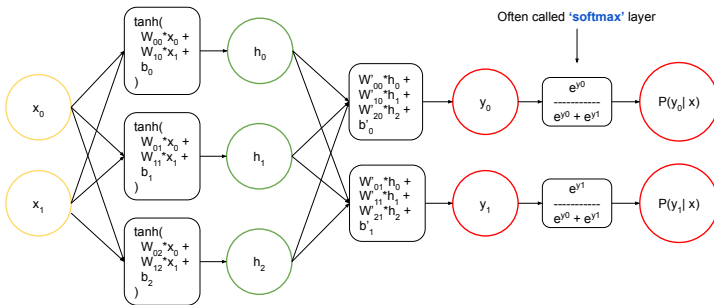 Often called ‘softmax’ layer
tanh(
W₀₀*x₀ +
W₁₀*x₁ +
b₀
)
h₀
x₀
W'₀₀*h₀ +
W'₁₀*h₁ +
W'₂₀*h₂ +
b'₀
y₀
e^y0
-----------
e^y0 + e^y1
P(y₀| x)
tanh(
W₀₁*x₀ +
W₁₁*x₁ +
b₁
)
h₁
x₁
W'₀₁*h₀ +
W'₁₁*h₁ +
W'₂₁*h₂ +
b'₁
y₁
e^y1
-----------
e^y0 + e^y1
P(y₁| x)
tanh(
W₀₂*x₀ +
W₁₂*x₁ +
b₂
)
h₂